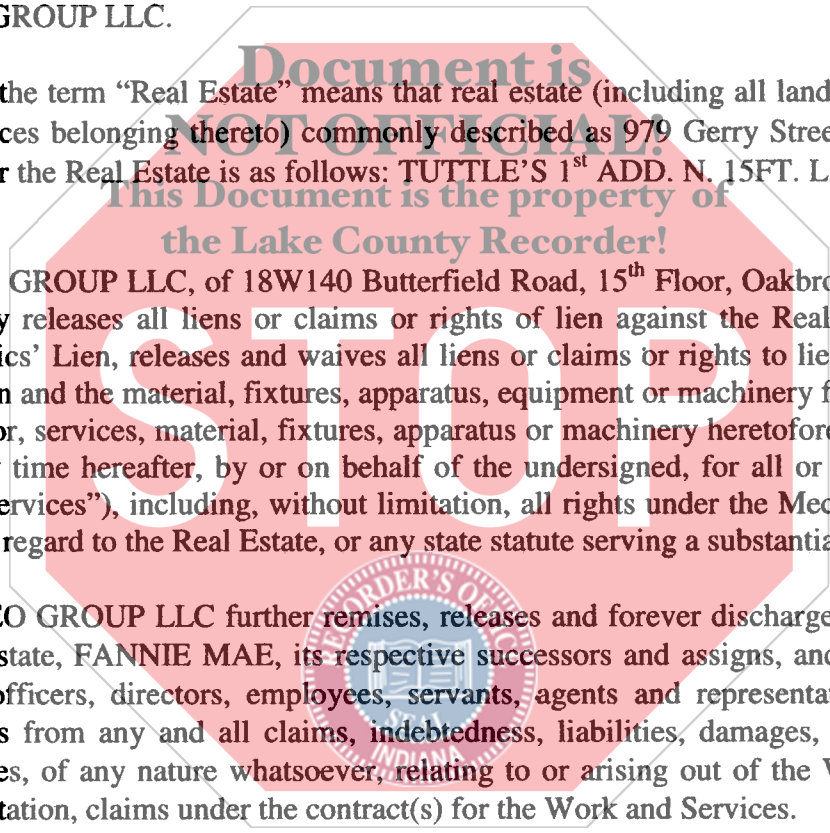 GROUP LLC.
Document is
the term “Real Estate” means that real estate (including all land
NOT OFFICIAL!
ces belonging thereto) commonly described as 979 Gerry Stree
r the Real Estate is as follows: TUTTLE’S 1st ADD. N. 15FT. L
This Document is the property of
the Lake County Recorder!
GROUP LLC, of 18W140 Butterfield Road, 15th Floor, Oakbro
y releases all liens or claims or rights of lien against the Real
ics’ Lien, releases and waives all liens or claims or rights to lie
n and the material, fixtures, apparatus, equipment or machinery f
or, services, material, fixtures, apparatus or machinery heretofore
time hereafter, by or on behalf of the undersigned, for all or
STOP
ervices”), including, without limitation, all rights under the Mec
regard to the Real Estate, or any state statute serving a substantia
EO GROUP LLC further remises, releases and forever discharge
state, FANNIE MAE, its respective successors and assigns, and
officers, directors, employees, servants, agents and representa
s from any and all claims, indebtedness, liabilities, damages,
es, of any nature whatsoever, relating to or arising out of the W
tation, claims under the contract(s) for the Work and Services.
RECORDER'S OFFICE
SEAL
INDIANA